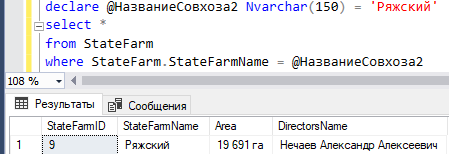 declare @НазваниеСовхоза2 Nvarchar(150) = 'Ряжский'
select *
from StateFarm
where StateFarm.StateFarmName = @НазваниеСовхоза2
108 %
Результаты Сообщения
StateFarmID StateFarmName Area DirectorsName
1 9 Ряжский 19 691 га Нечаев Александр Алексеевич